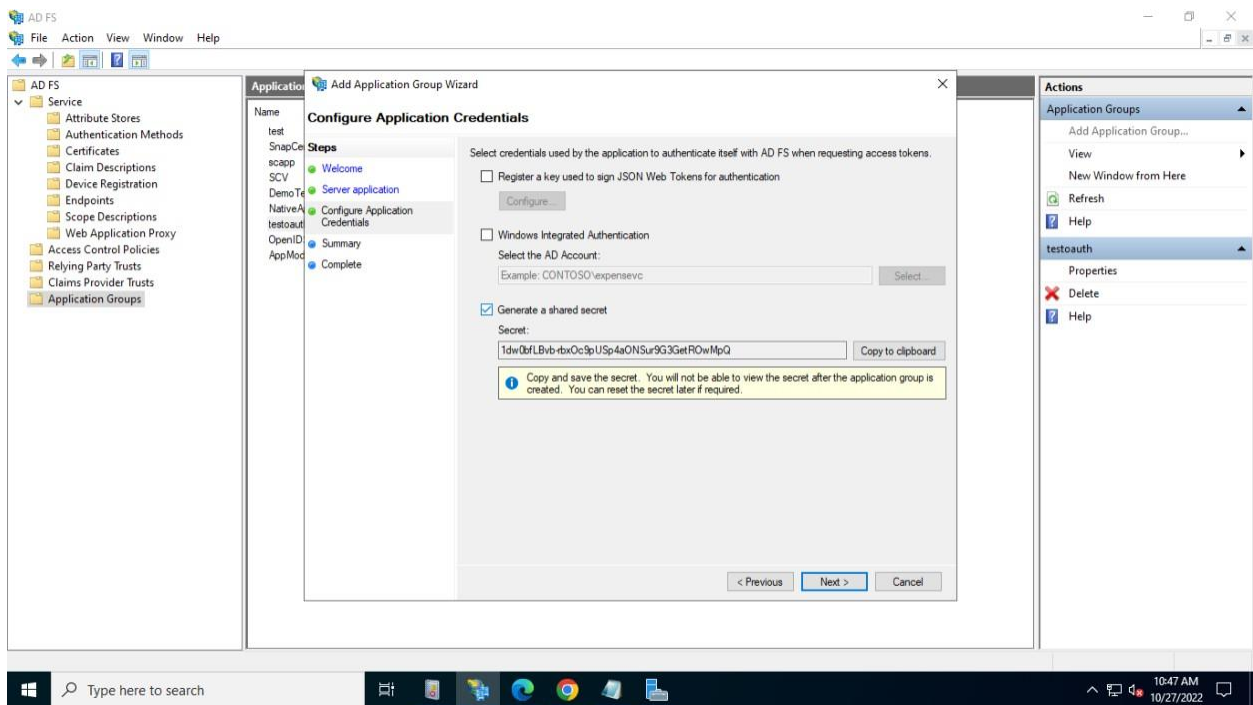 AD FS
File Action View Window Help
AD FS
Service
Attribute Stores
Authentication Methods
Certificates
Claim Descriptions
Device Registration
Endpoints
Scope Descriptions
Web Application Proxy
Access Control Policies
Relying Party Trusts
Claims Provider Trusts
Application Groups
Applicatio
Name
test
SnapCe
scapp
SCV
DemoTe
NativeA
testoaut
OpenID
AppMod
Add Application Group Wizard
Configure Application Credentials
Steps
Welcome
Server application
Configure Application
Credentials
Summary
Complete
Select credentials used by the application to authenticate itself with AD FS when requesting access tokens.
Register a key used to sign JSON Web Tokens for authentication
Configure...
Windows Integrated Authentication
Select the AD Account:
Example: CONTOSO\expensevc
Select...
Generate a shared secret
Secret:
Copy to clipboard
Copy and save the secret. You will not be able to view the secret after the application group is
created. You can reset the secret later if required.
< Previous
Next >
Cancel
Actions
Application Groups
Add Application Group...
View
New Window from Here
Refresh
Help
testoauth
Properties
Delete
Help
Type here to search
10:47 AM
10/27/2022